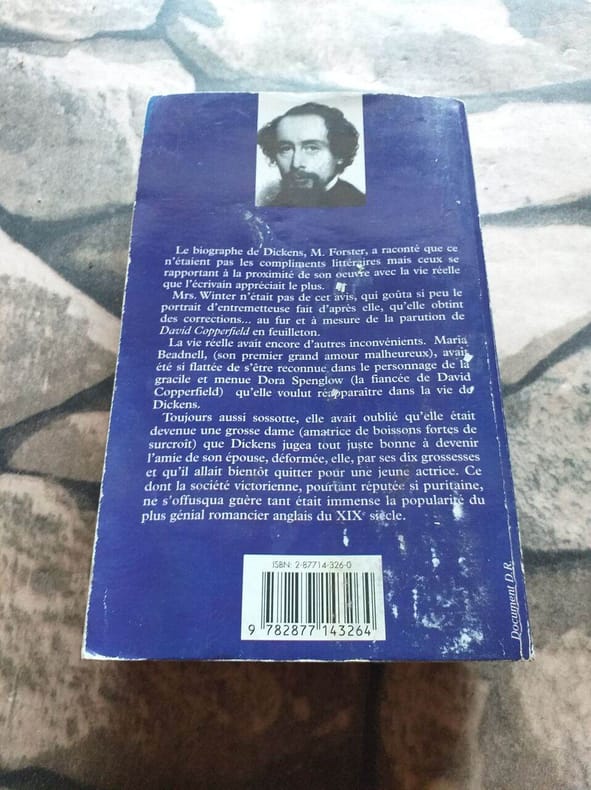 Le biographe de Dickens, M. Forster, a raconté que ce
n'étaient pas les compliments littéraires mais ceux se
rapportant à la proximité de son oeuvre avec la vie réelle
que l'écrivain appréciait le plus.
Mrs. Winter n'était pas de cet avis, qui goûta si peu le
portrait d'entremetteuse fait d'après elle, qu'elle obtint
des corrections... au fur et à mesure de la parution de
David Copperfield en feuilleton.
La vie réelle avait encore d'autres inconvénients. Maria
Beadnell, (son premier grand amour malheureux), avait
été si flattée de s'être reconnue dans le personnage de la
gracile et menue Dora Spenglow (la fiancée de David
Copperfield) qu'elle voulut réapparaître dans la vie de
Dickens.
Toujours aussi sossotte, elle avait oublié qu'elle était
devenue une grosse dame (amatrice de boissons fortes de
surcroît) que Dickens jugea tout juste bonne à devenir
l'amie de son épouse, déformée, elle, par ses dix grossesses
et qu'il allait bientôt quitter pour une jeune actrice. Ce
dont la société victorienne, pourtant réputée si puritaine,
ne s'offusqua guère tant était immense la popularité du
plus génial romancier anglais du XIXe siècle.
ISBN: 2-87714-326-0
9 782877 143264
Document D.R.